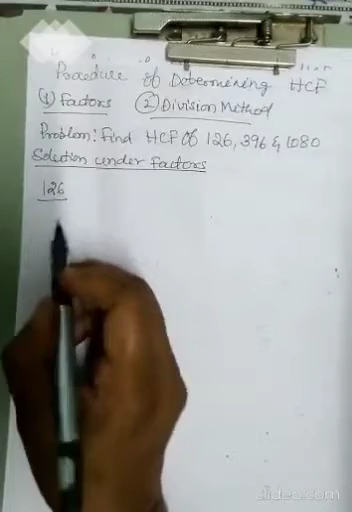 Procedure of Determining HCF
① Factors ② Division Method
Problem: Find HCF of 126, 396 & 1080
Solution under factors
126